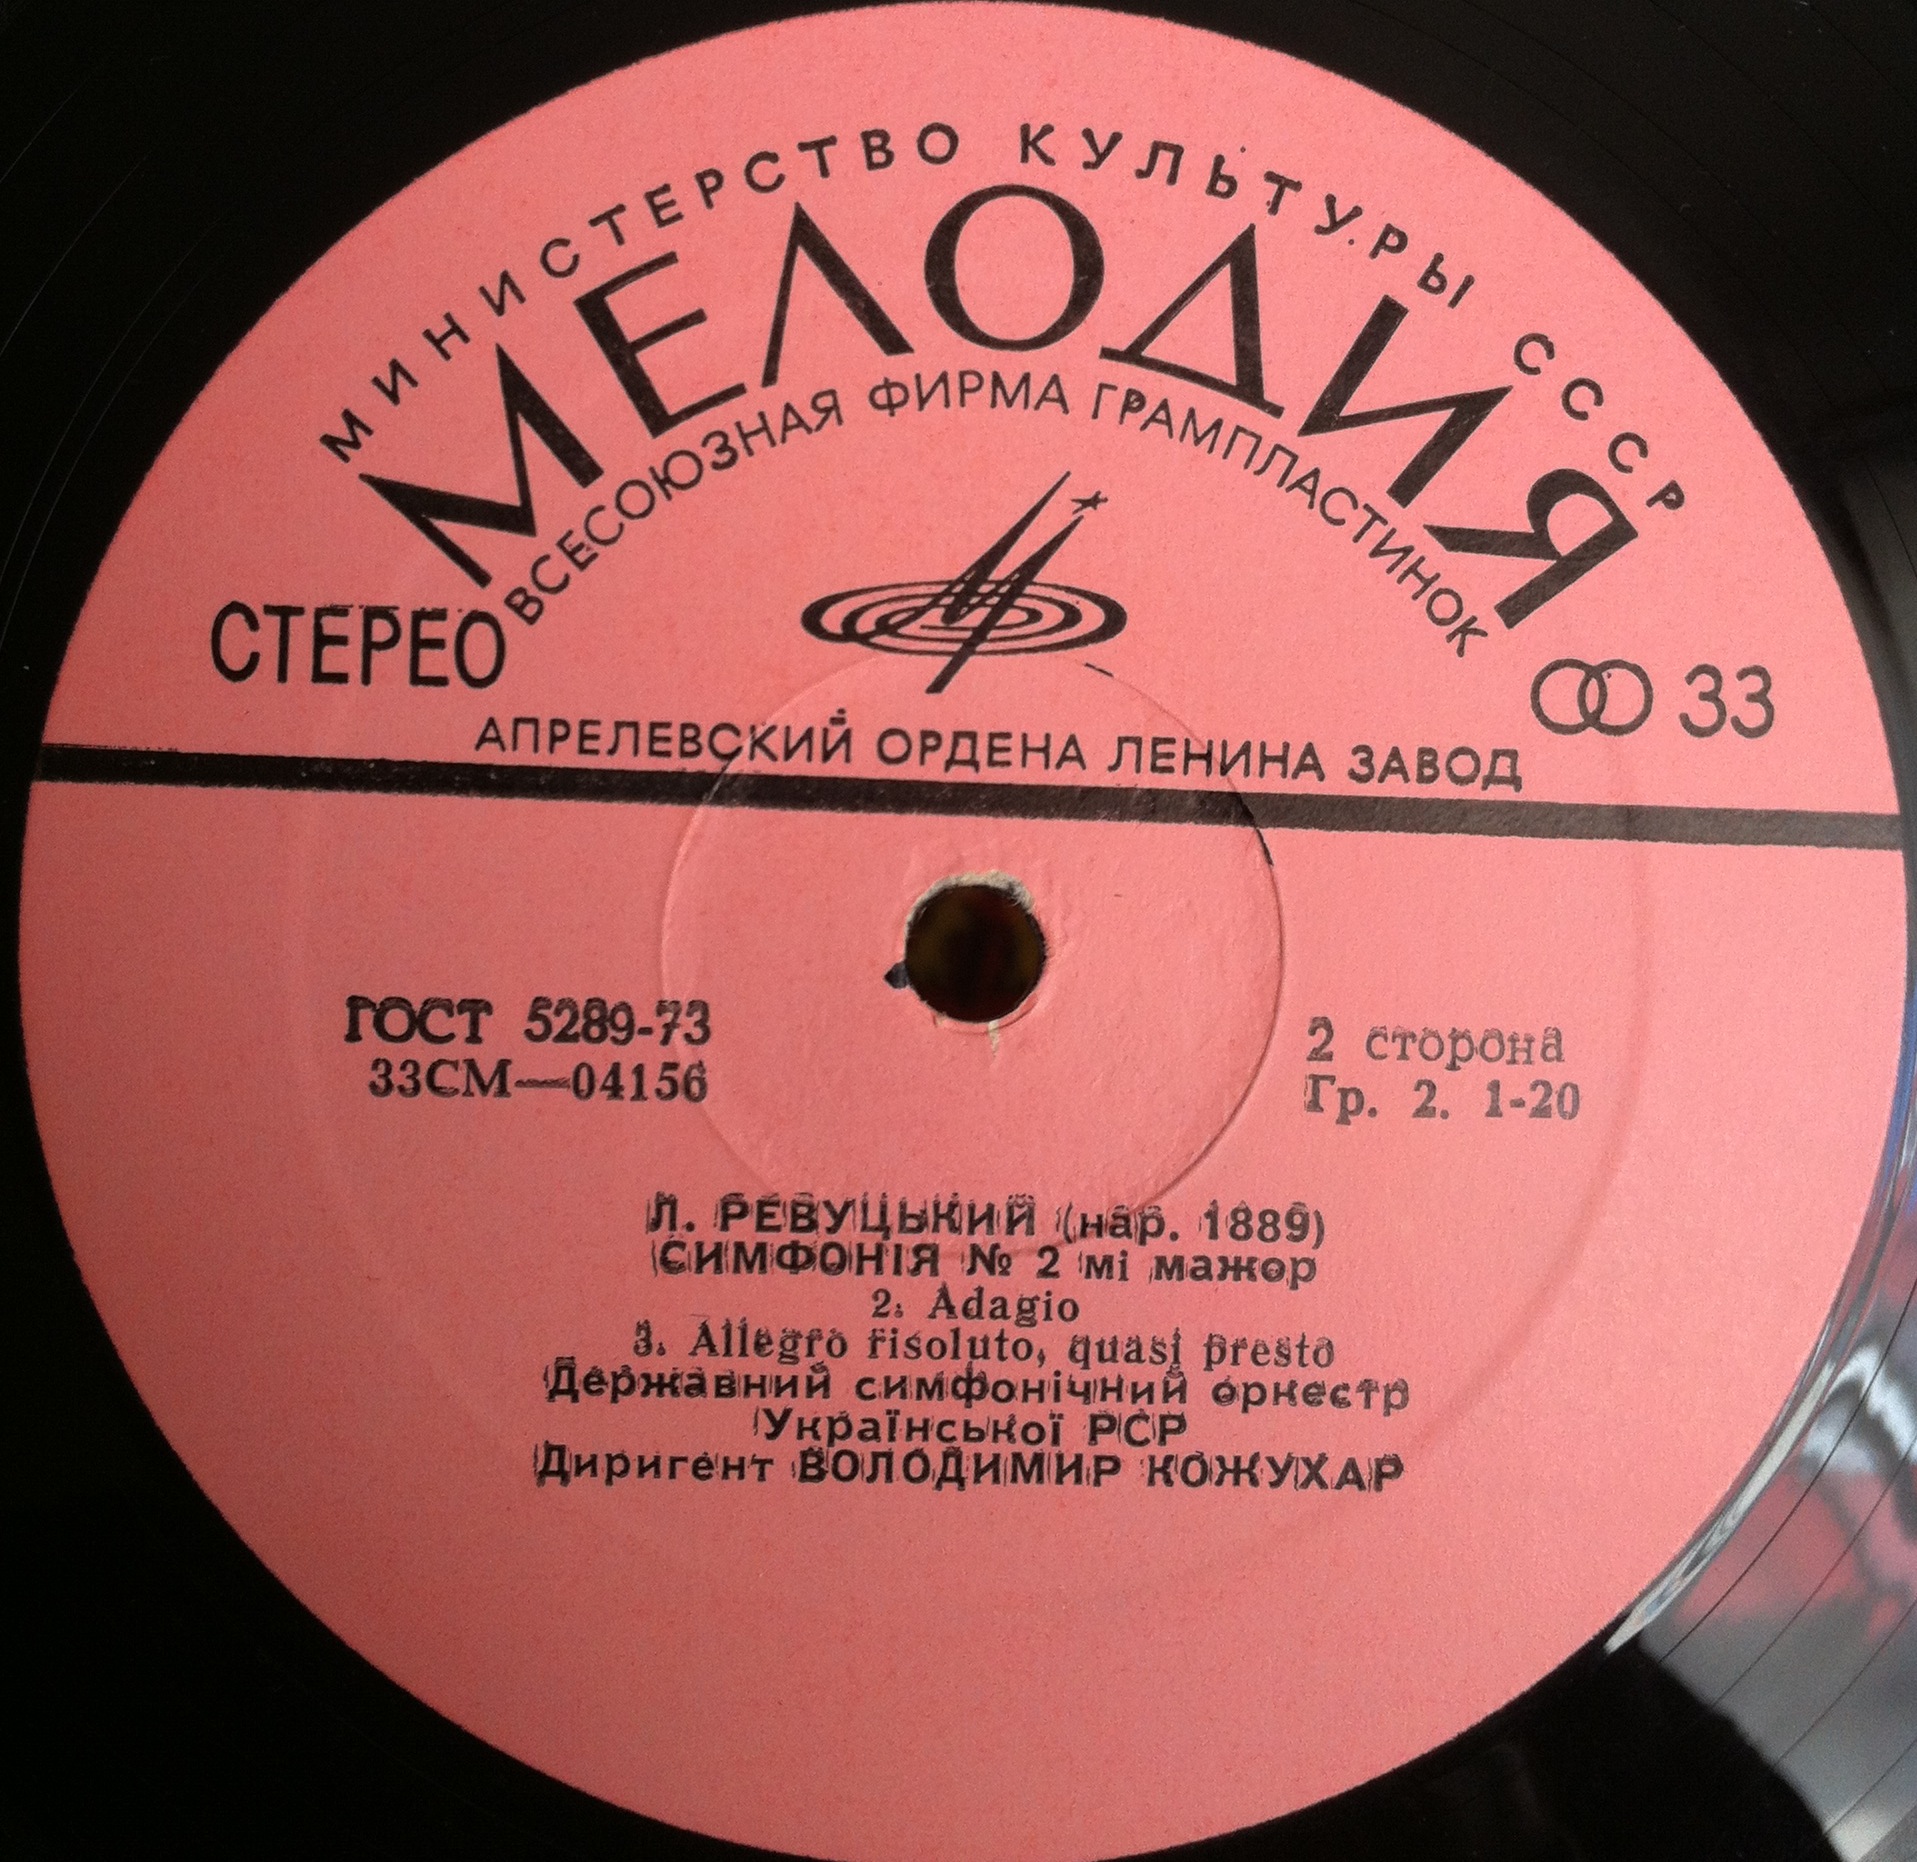 МИНИСТЕРСТВО КУЛЬТУРЫ СССР
МЕЛОДИЯ
ВСЕСОЮЗНАЯ ФИРМА ГРАМПЛАСТИНОК
СТЕРЕО
33
АПРЕЛЕВСКИЙ ОРДЕНА ЛЕНИНА ЗАВОД
ГОСТ 5289-73
33СМ—04156
2 сторона
Гр. 2. 1-20
Л. РЕВУЦЬКИЙ (нар. 1889)
СИМФОНІЯ № 2 мі мажор
2. Adagio
3. Allegro risoluto, quasi presto
Державний симфонічний оркестр
Української РСР
Диригент ВОЛОДИМИР КОЖУХАР